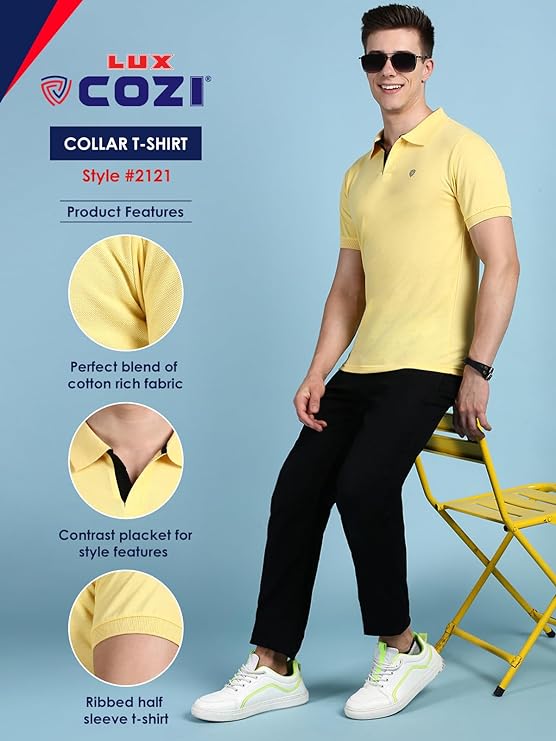 LUX
COZI®
COLLAR T-SHIRT
Style #2121
Product Features
Perfect blend of
cotton rich fabric
Contrast placket for
style features
Ribbed half
sleeve t-shirt